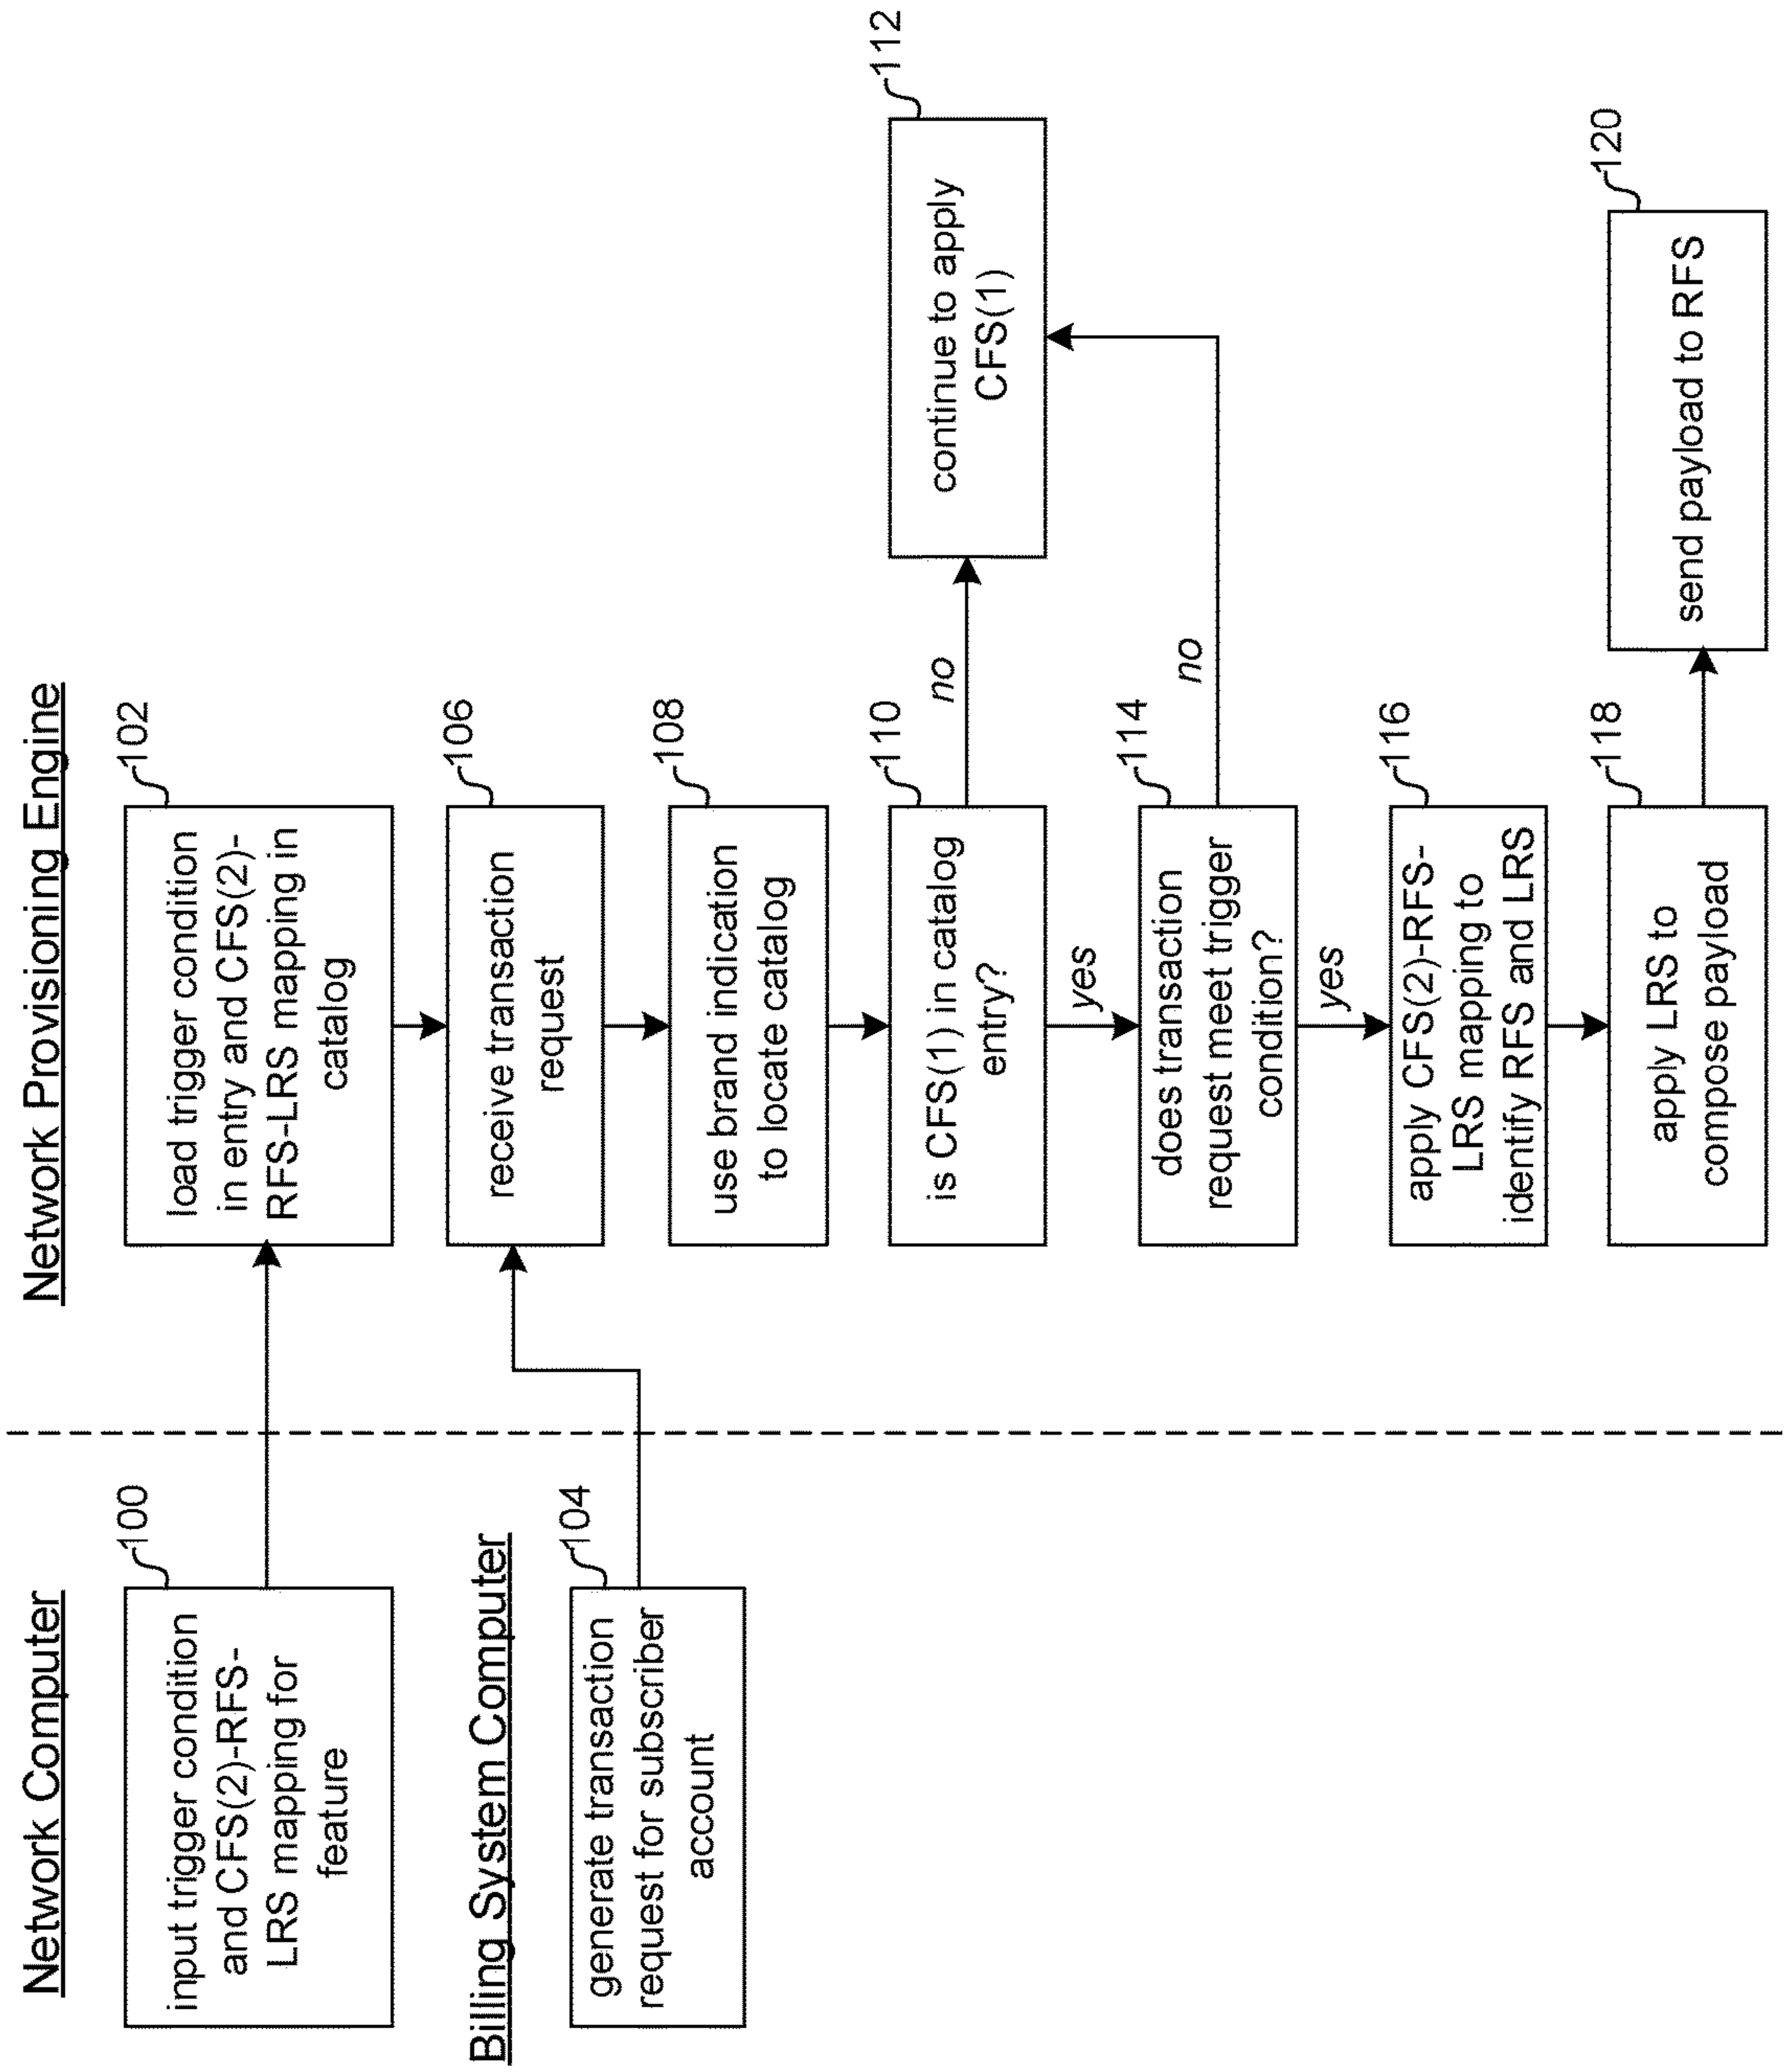 Network Computer
100
input trigger condition
and CFS(2)-RFS-
LRS mapping for
feature
Billing System Computer
104
generate transaction
request for subscriber
account
Network Provisioning Engine
102
load trigger condition
in entry and CFS(2)-
RFS-LRS mapping in
catalog
106
receive transaction
request
108
use brand indication
to locate catalog
110
is CFS(1) in catalog
entry?
no
112
continue to apply
CFS(1)
yes
114
does transaction
request meet trigger
condition?
no
yes
116
apply CFS(2)-RFS-
LRS mapping to
identify RFS and LRS
118
apply LRS to
compose payload
120
send payload to RFS